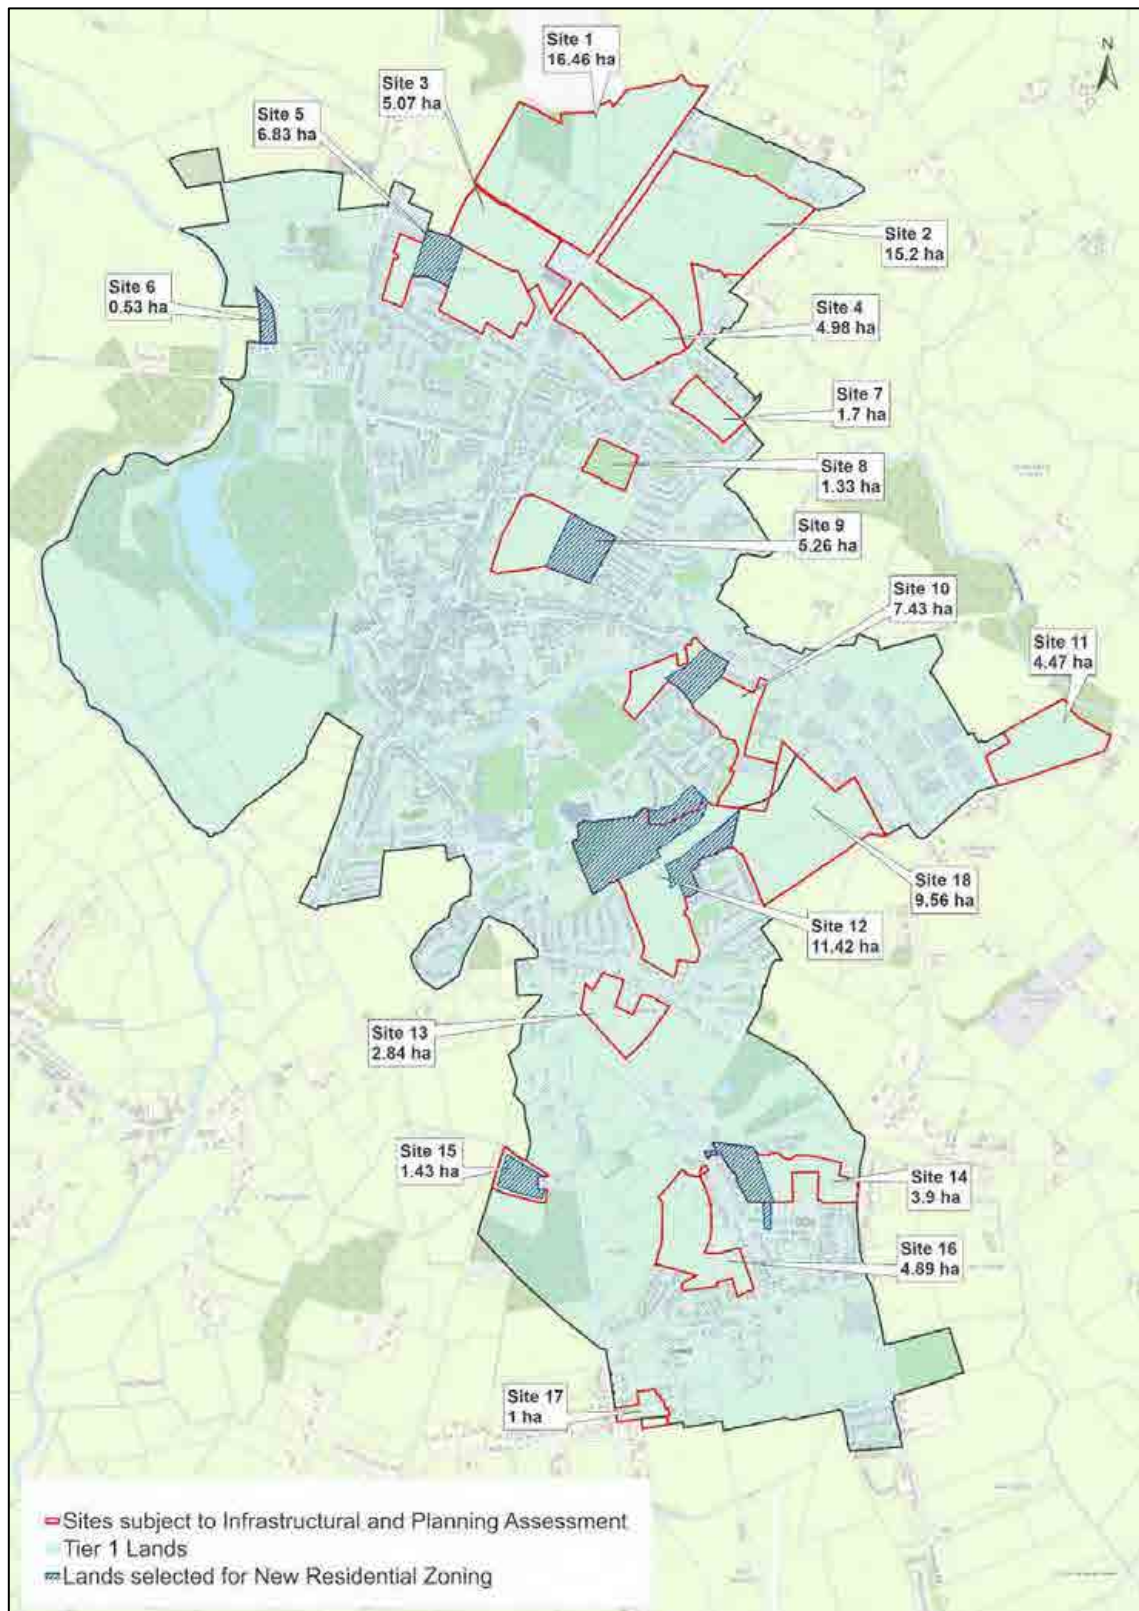 N
Site 1
16.46 ha
Site 3
5.07 ha
Site 5
6.83 ha
Site 2
15.2 ha
Site 6
0.53 ha
Site 4
4.98 ha
Site 7
1.7 ha
Site 8
1.33 ha
Site 9
5.26 ha
Site 10
7.43 ha
Site 11
4.47 ha
Site 18
9.56 ha
Site 12
11.42 ha
Site 13
2.84 ha
Site 15
1.43 ha
Site 14
3.9 ha
Site 16
4.89 ha
Site 17
1 ha
Sites subject to Infrastructural and Planning Assessment
Tier 1 Lands
Lands selected for New Residential Zoning